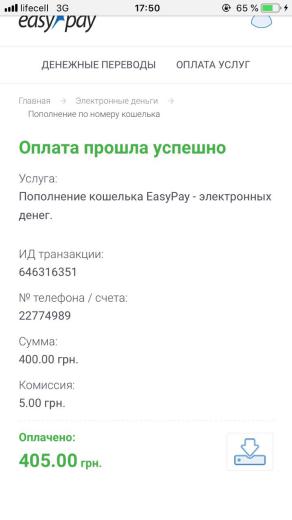 lifecell 3G 17:50 65 %
easypay
ДЕНЕЖНЫЕ ПЕРЕВОДЫ ОПЛАТА УСЛУГ
Главная → Электронные деньги →
Пополнение по номеру кошелька
Оплата прошла успешно
Услуга:
Пополнение кошелька EasyPay - электронных
денег.
ИД транзакции:
646316351
№ телефона / счета:
22774989
Сумма:
400.00 грн.
Комиссия:
5.00 грн.
Оплачено:
405.00 грн.